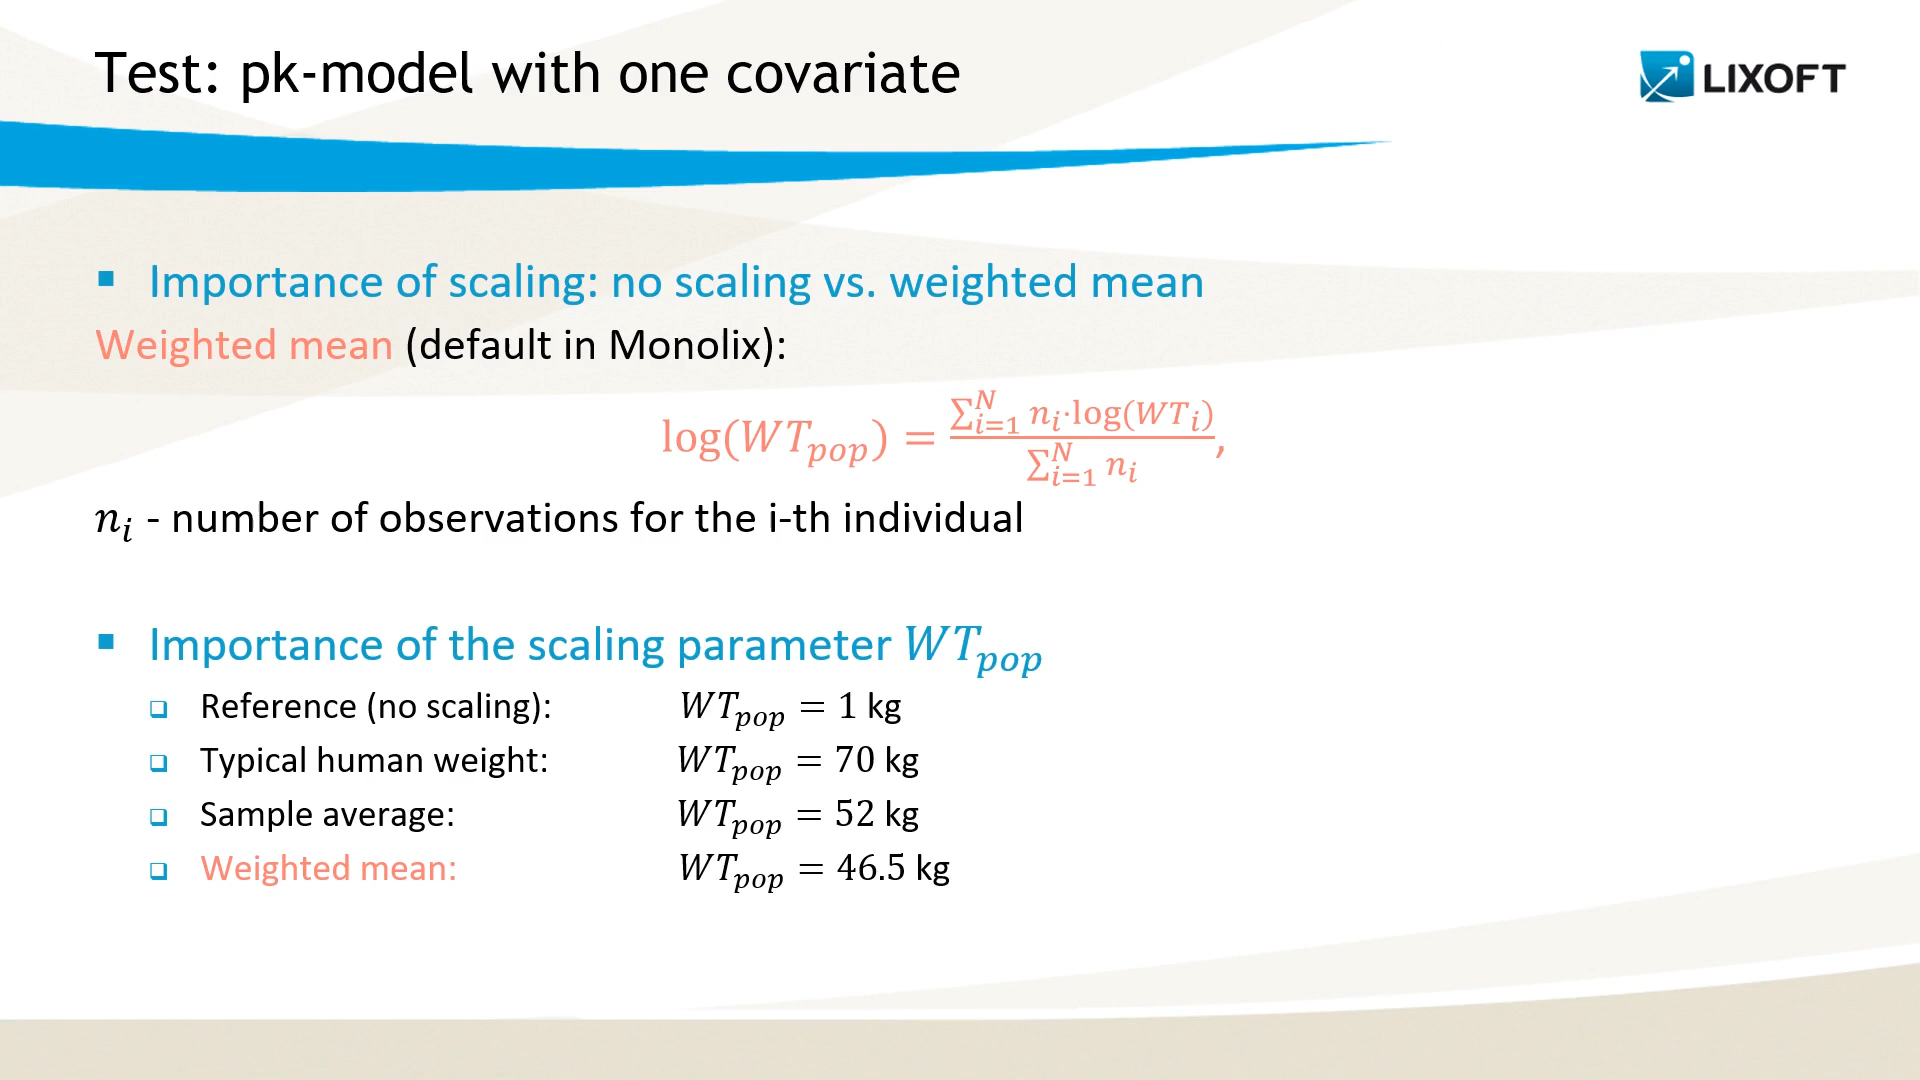 Test: pk-model with one covariate
LIXOFT
▪ Importance of scaling: no scaling vs. weighted mean
Weighted mean (default in Monolix):
log(WT_pop) = \frac{∑_{i=1}^{N} n_i·log(WT_i)}{∑_{i=1}^{N} n_i},
n_i - number of observations for the i-th individual
▪ Importance of the scaling parameter WT_pop
❑ Reference (no scaling): WT_pop = 1 kg
❑ Typical human weight: WT_pop = 70 kg
❑ Sample average: WT_pop = 52 kg
❑ Weighted mean: WT_pop = 46.5 kg